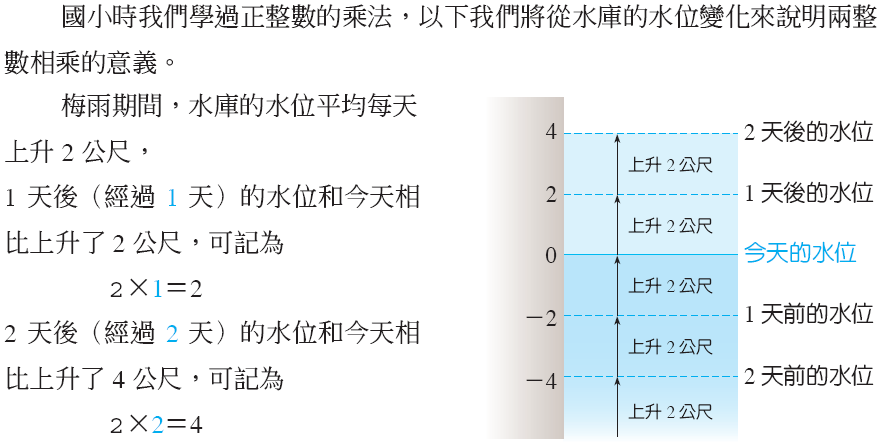 國小時我們學過正整數的乘法，以下我們將從水庫的水位變化來說明兩整
數相乘的意義。
梅雨期間，水庫的水位平均每天
上升 2 公尺，
1 天後（經過 1 天）的水位和今天相
比上升了 2 公尺，可記為
2×1＝2
2 天後（經過 2 天）的水位和今天相
比上升了 4 公尺，可記為
2×2＝4
4 2 天後的水位
上升 2 公尺
2 1 天後的水位
上升 2 公尺
0 今天的水位
上升 2 公尺
－2 1 天前的水位
上升 2 公尺
－4 2 天前的水位
上升 2 公尺